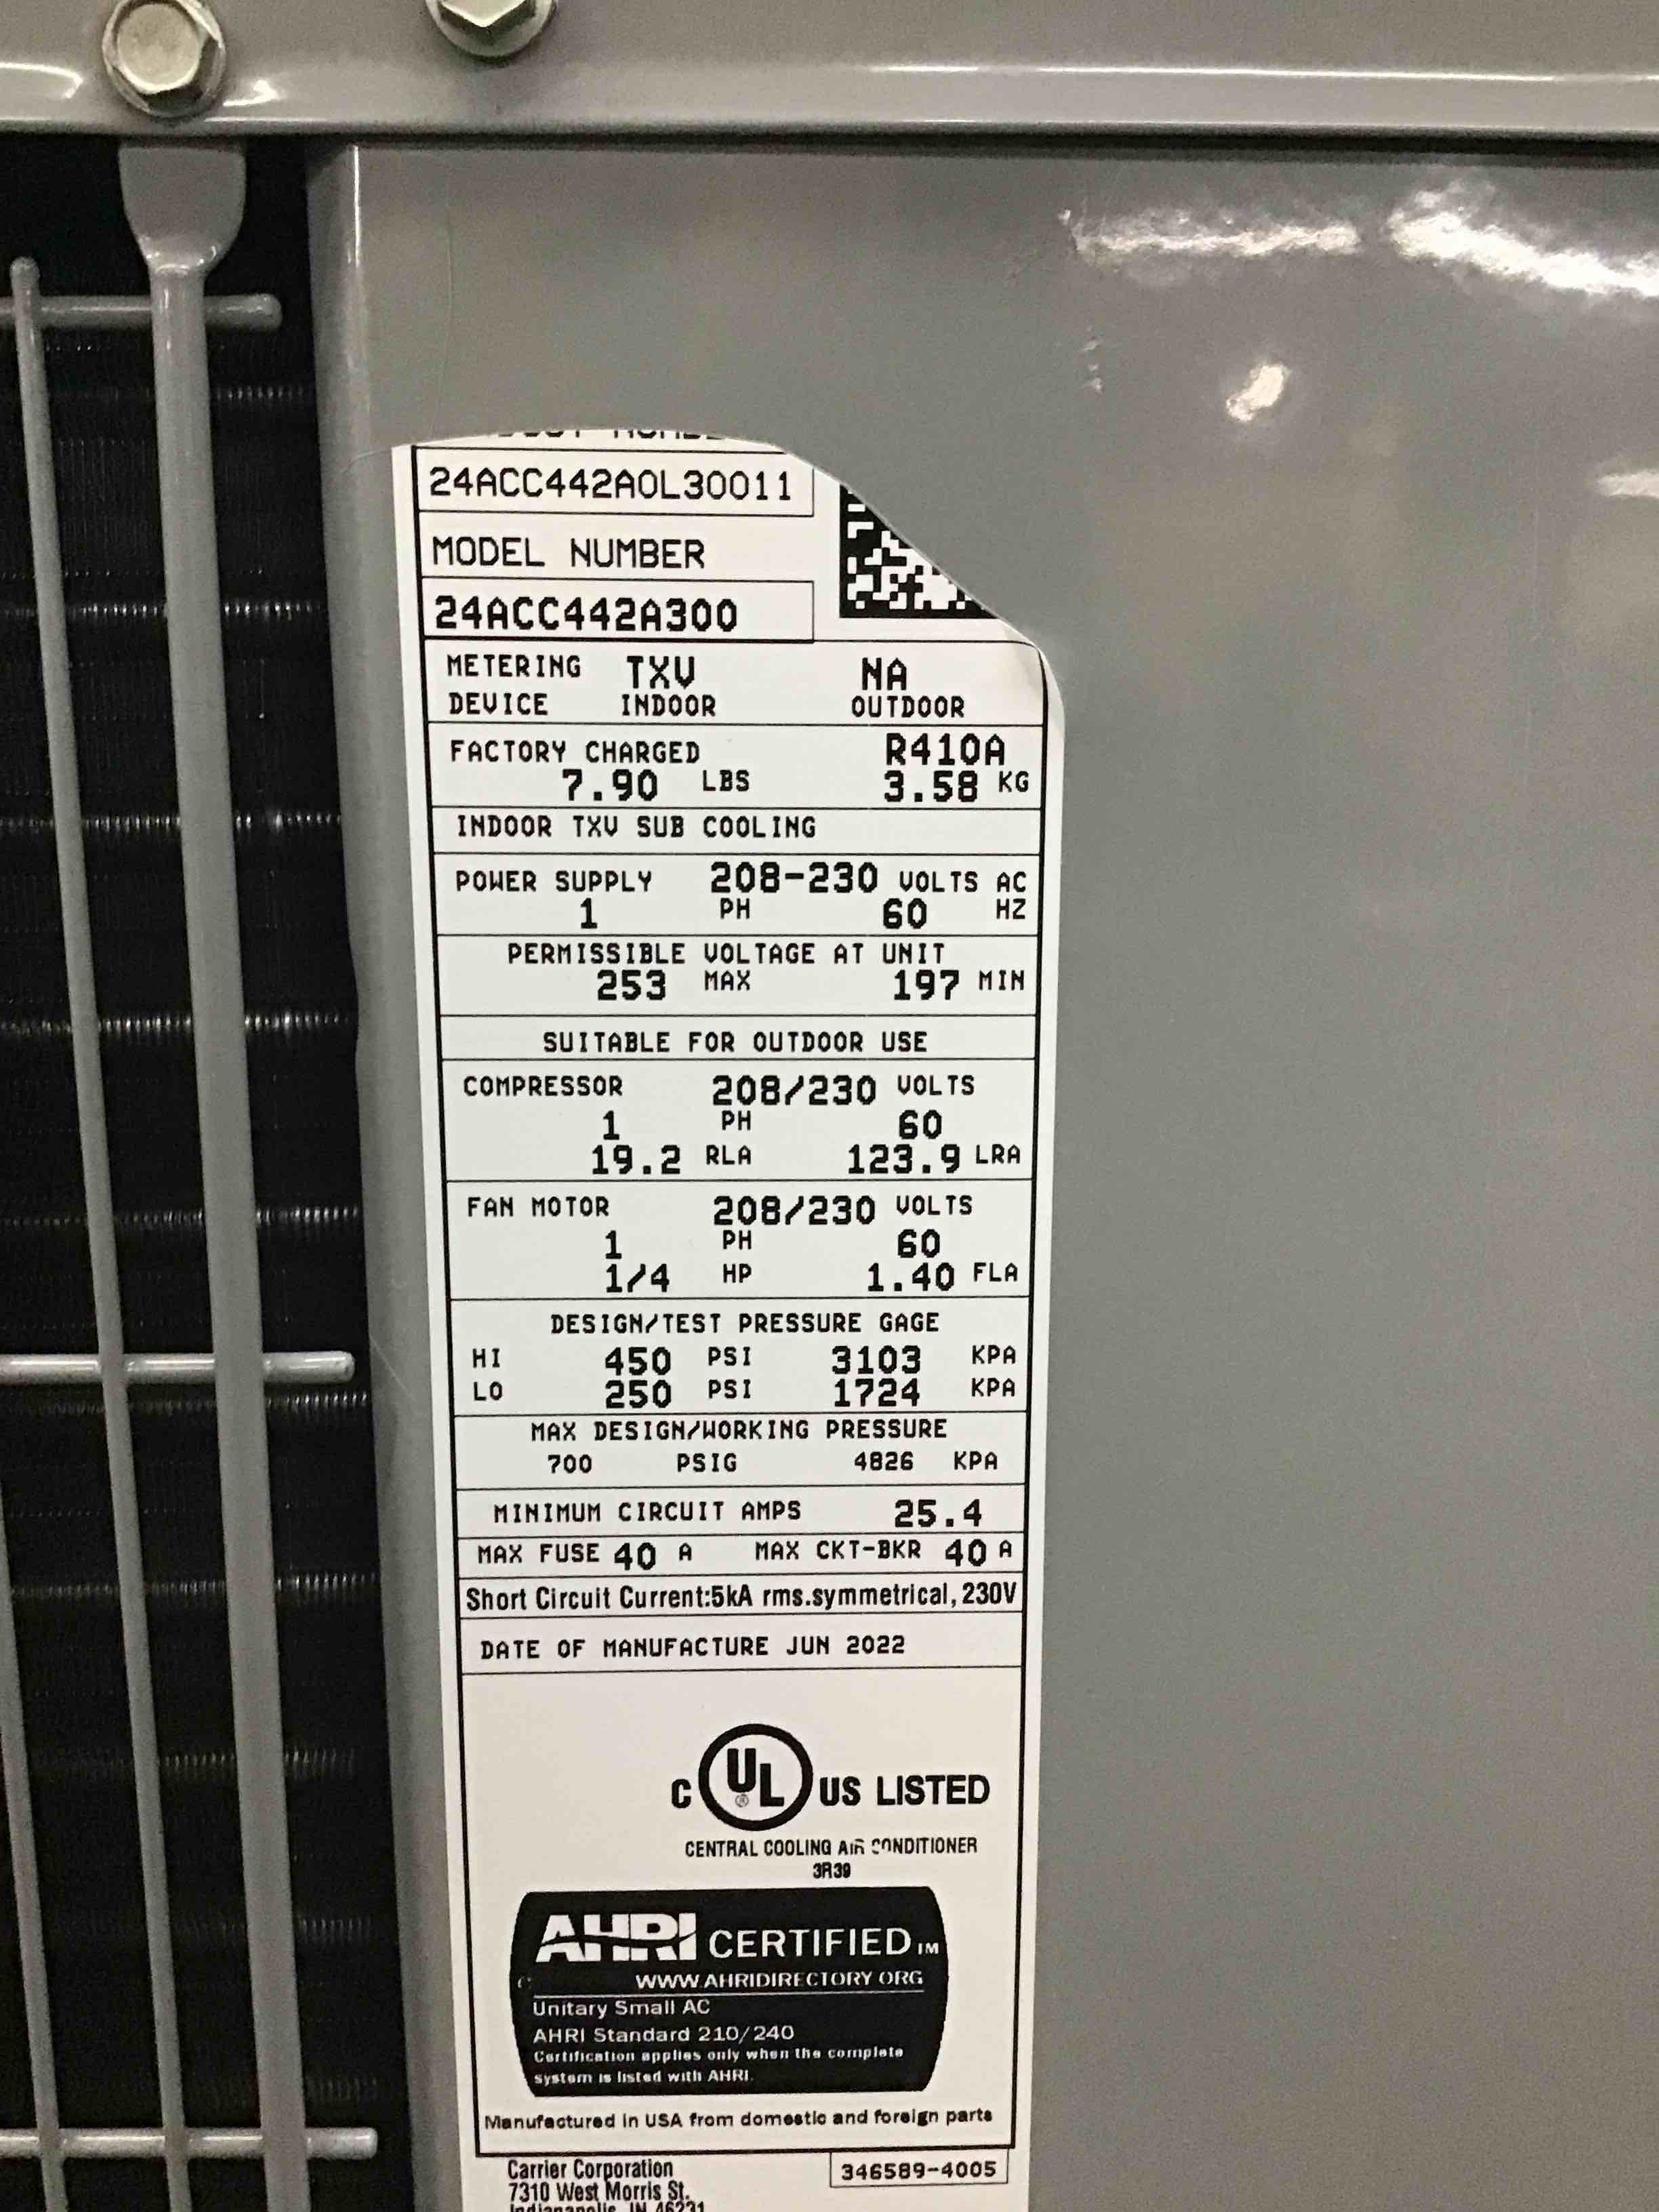 24ACC442A0L30011
MODEL NUMBER
24ACC442A300
METERING TXV NA
DEVICE INDOOR OUTDOOR
FACTORY CHARGED R410A
7.90 LBS 3.58 KG
INDOOR TXV SUB COOLING
POWER SUPPLY 208-230 VOLTS AC
1 PH 60 HZ
PERMISSIBLE VOLTAGE AT UNIT
253 MAX 197 MIN
SUITABLE FOR OUTDOOR USE
COMPRESSOR 208/230 VOLTS
1 PH 60
19.2 RLA 123.9 LRA
FAN MOTOR 208/230 VOLTS
1 PH 60
1/4 HP 1.40 FLA
DESIGN/TEST PRESSURE GAGE
HI 450 PSI 3103 KPA
LO 250 PSI 1724 KPA
MAX DESIGN/WORKING PRESSURE
700 PSIG 4826 KPA
MINIMUM CIRCUIT AMPS 25.4
MAX FUSE 40 A MAX CKT-BKR 40 A
Short Circuit Current:5kA rms.symmetrical, 230V
DATE OF MANUFACTURE JUN 2022
C UL ® US LISTED
CENTRAL COOLING AIR CONDITIONER
3R39
AHRI CERTIFIED TM
WWW.AHRIDIRECTORY.ORG
Unitary Small AC
AHRI Standard 210/240
Certification applies only when the complete
system is listed with AHRI.
Manufactured in USA from domestic and foreign parts
Carrier Corporation 346589-4005
7310 West Morris St.
Indianapolis, IN 46231